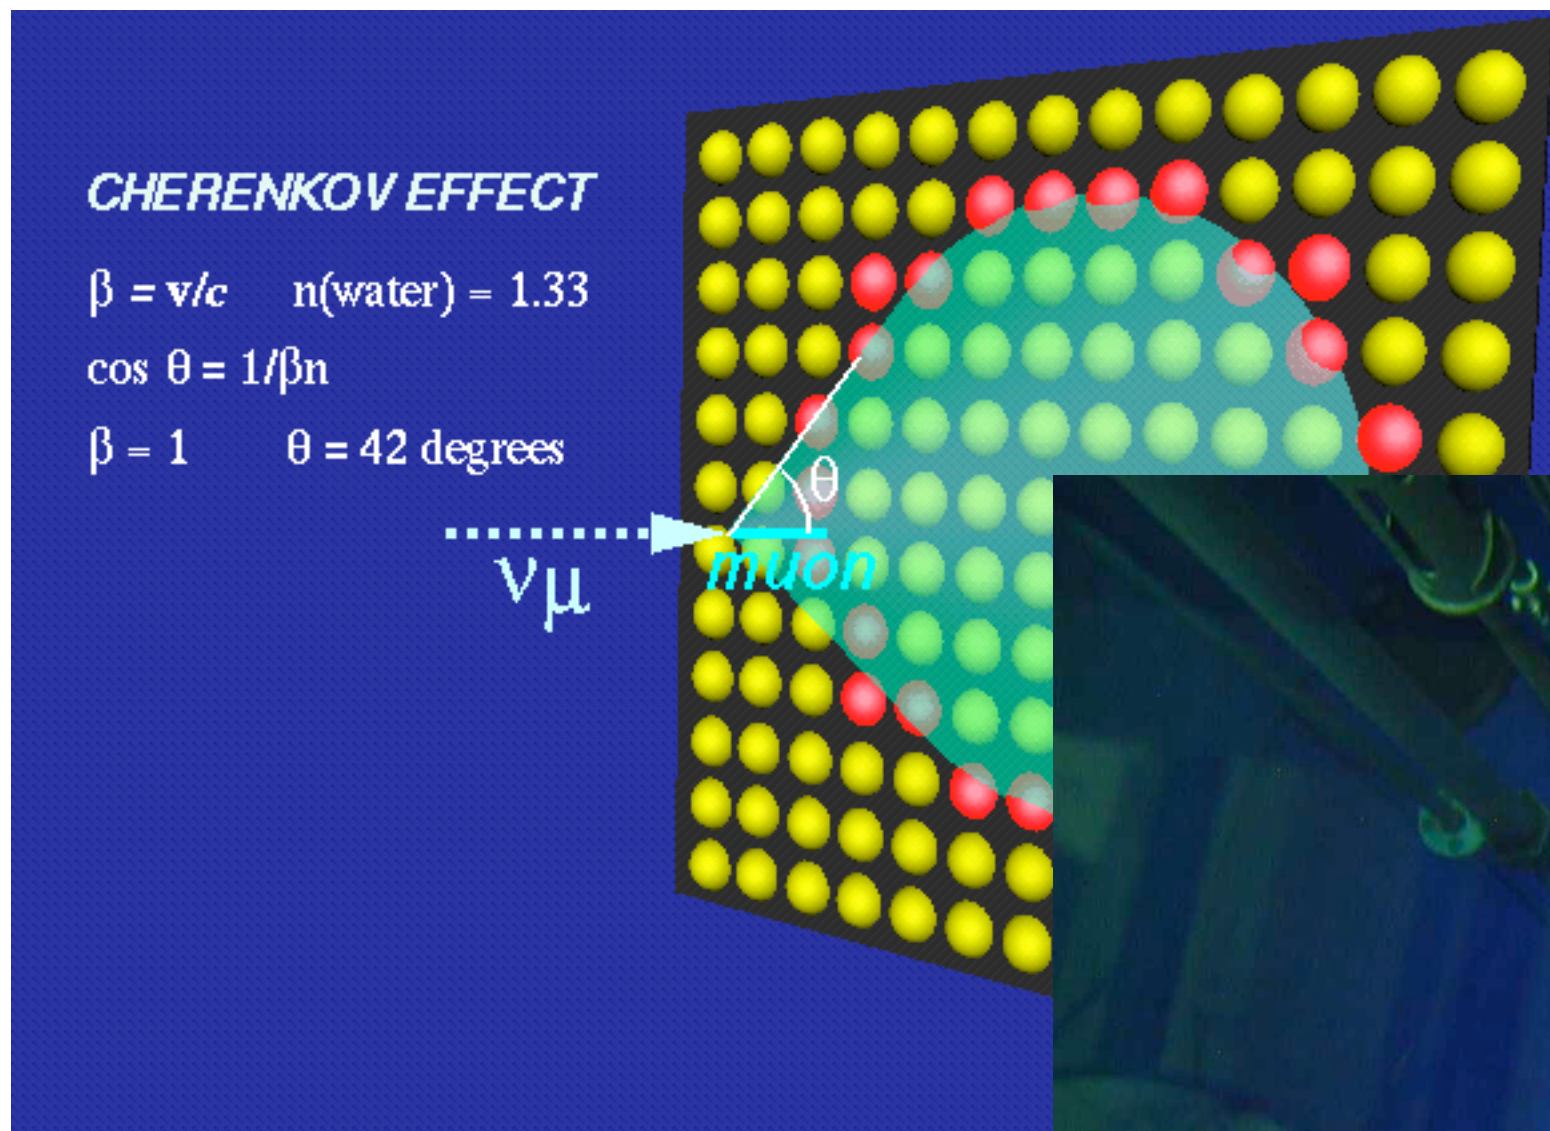 CHERENKOV EFFECT
β = v/c n(water) = 1.33
cos θ = 1/βn
β = 1 θ = 42 degrees
θ
νμ
muon